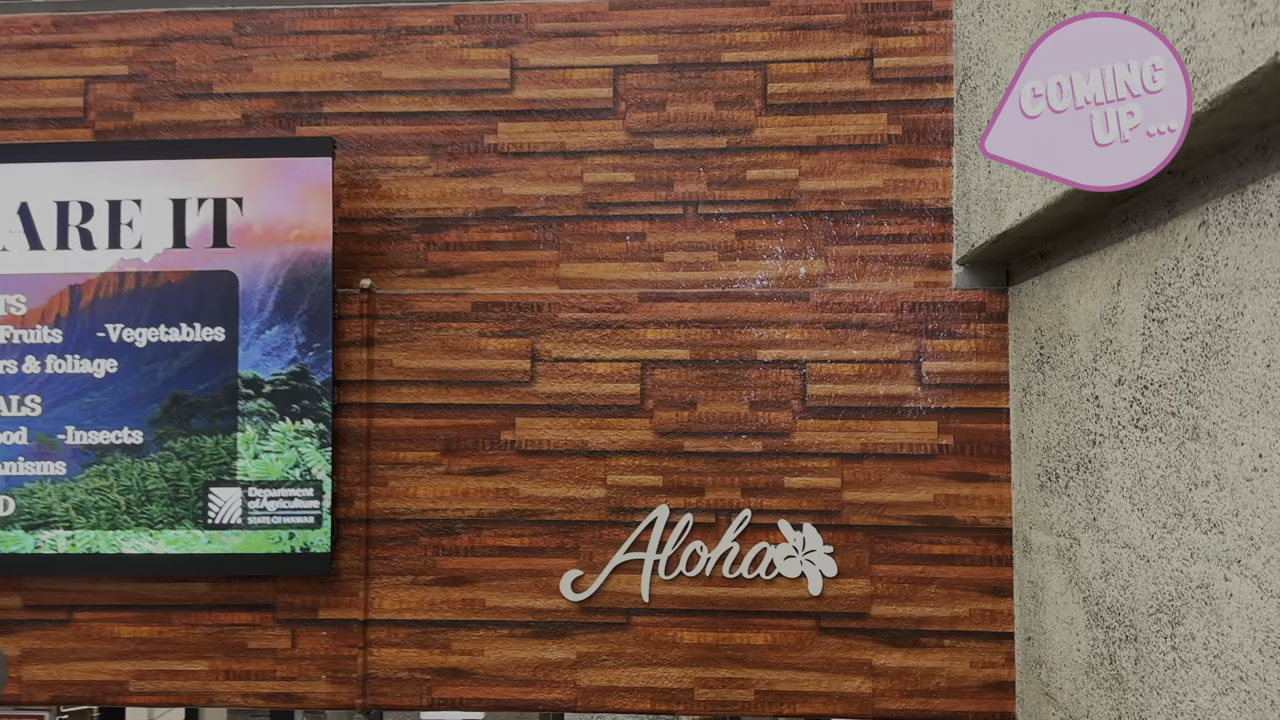 ARE IT
TS
Fruits -Vegetables
rs & foliage
ALS
ood -Insects
anisms
D
Department
of Agriculture
STATE OF HAWAII
Aloha
COMING
UP...